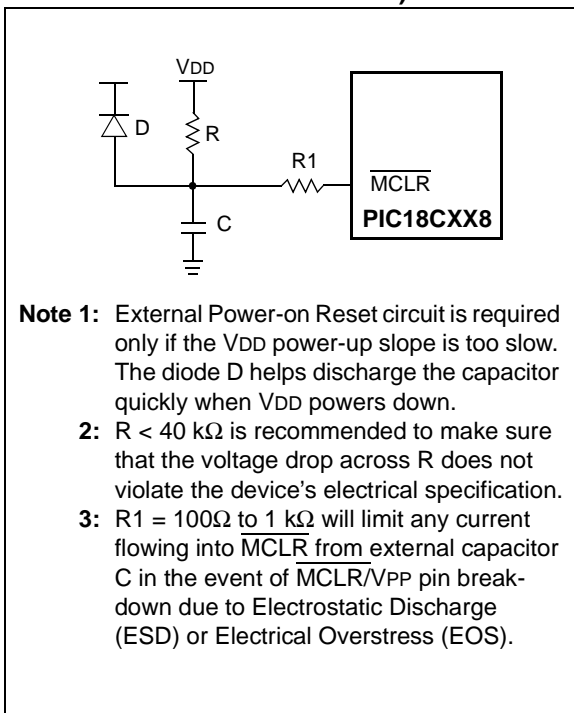 VDD
D
R
R1
MCLR
C
PIC18CXX8
Note 1: External Power-on Reset circuit is required
only if the VDD power-up slope is too slow.
The diode D helps discharge the capacitor
quickly when VDD powers down.
2: R < 40 kΩ is recommended to make sure
that the voltage drop across R does not
violate the device's electrical specification.
3: R1 = 100Ω to 1 kΩ will limit any current
flowing into MCLR from external capacitor
C in the event of MCLR/VPP pin break-
down due to Electrostatic Discharge
(ESD) or Electrical Overstress (EOS).